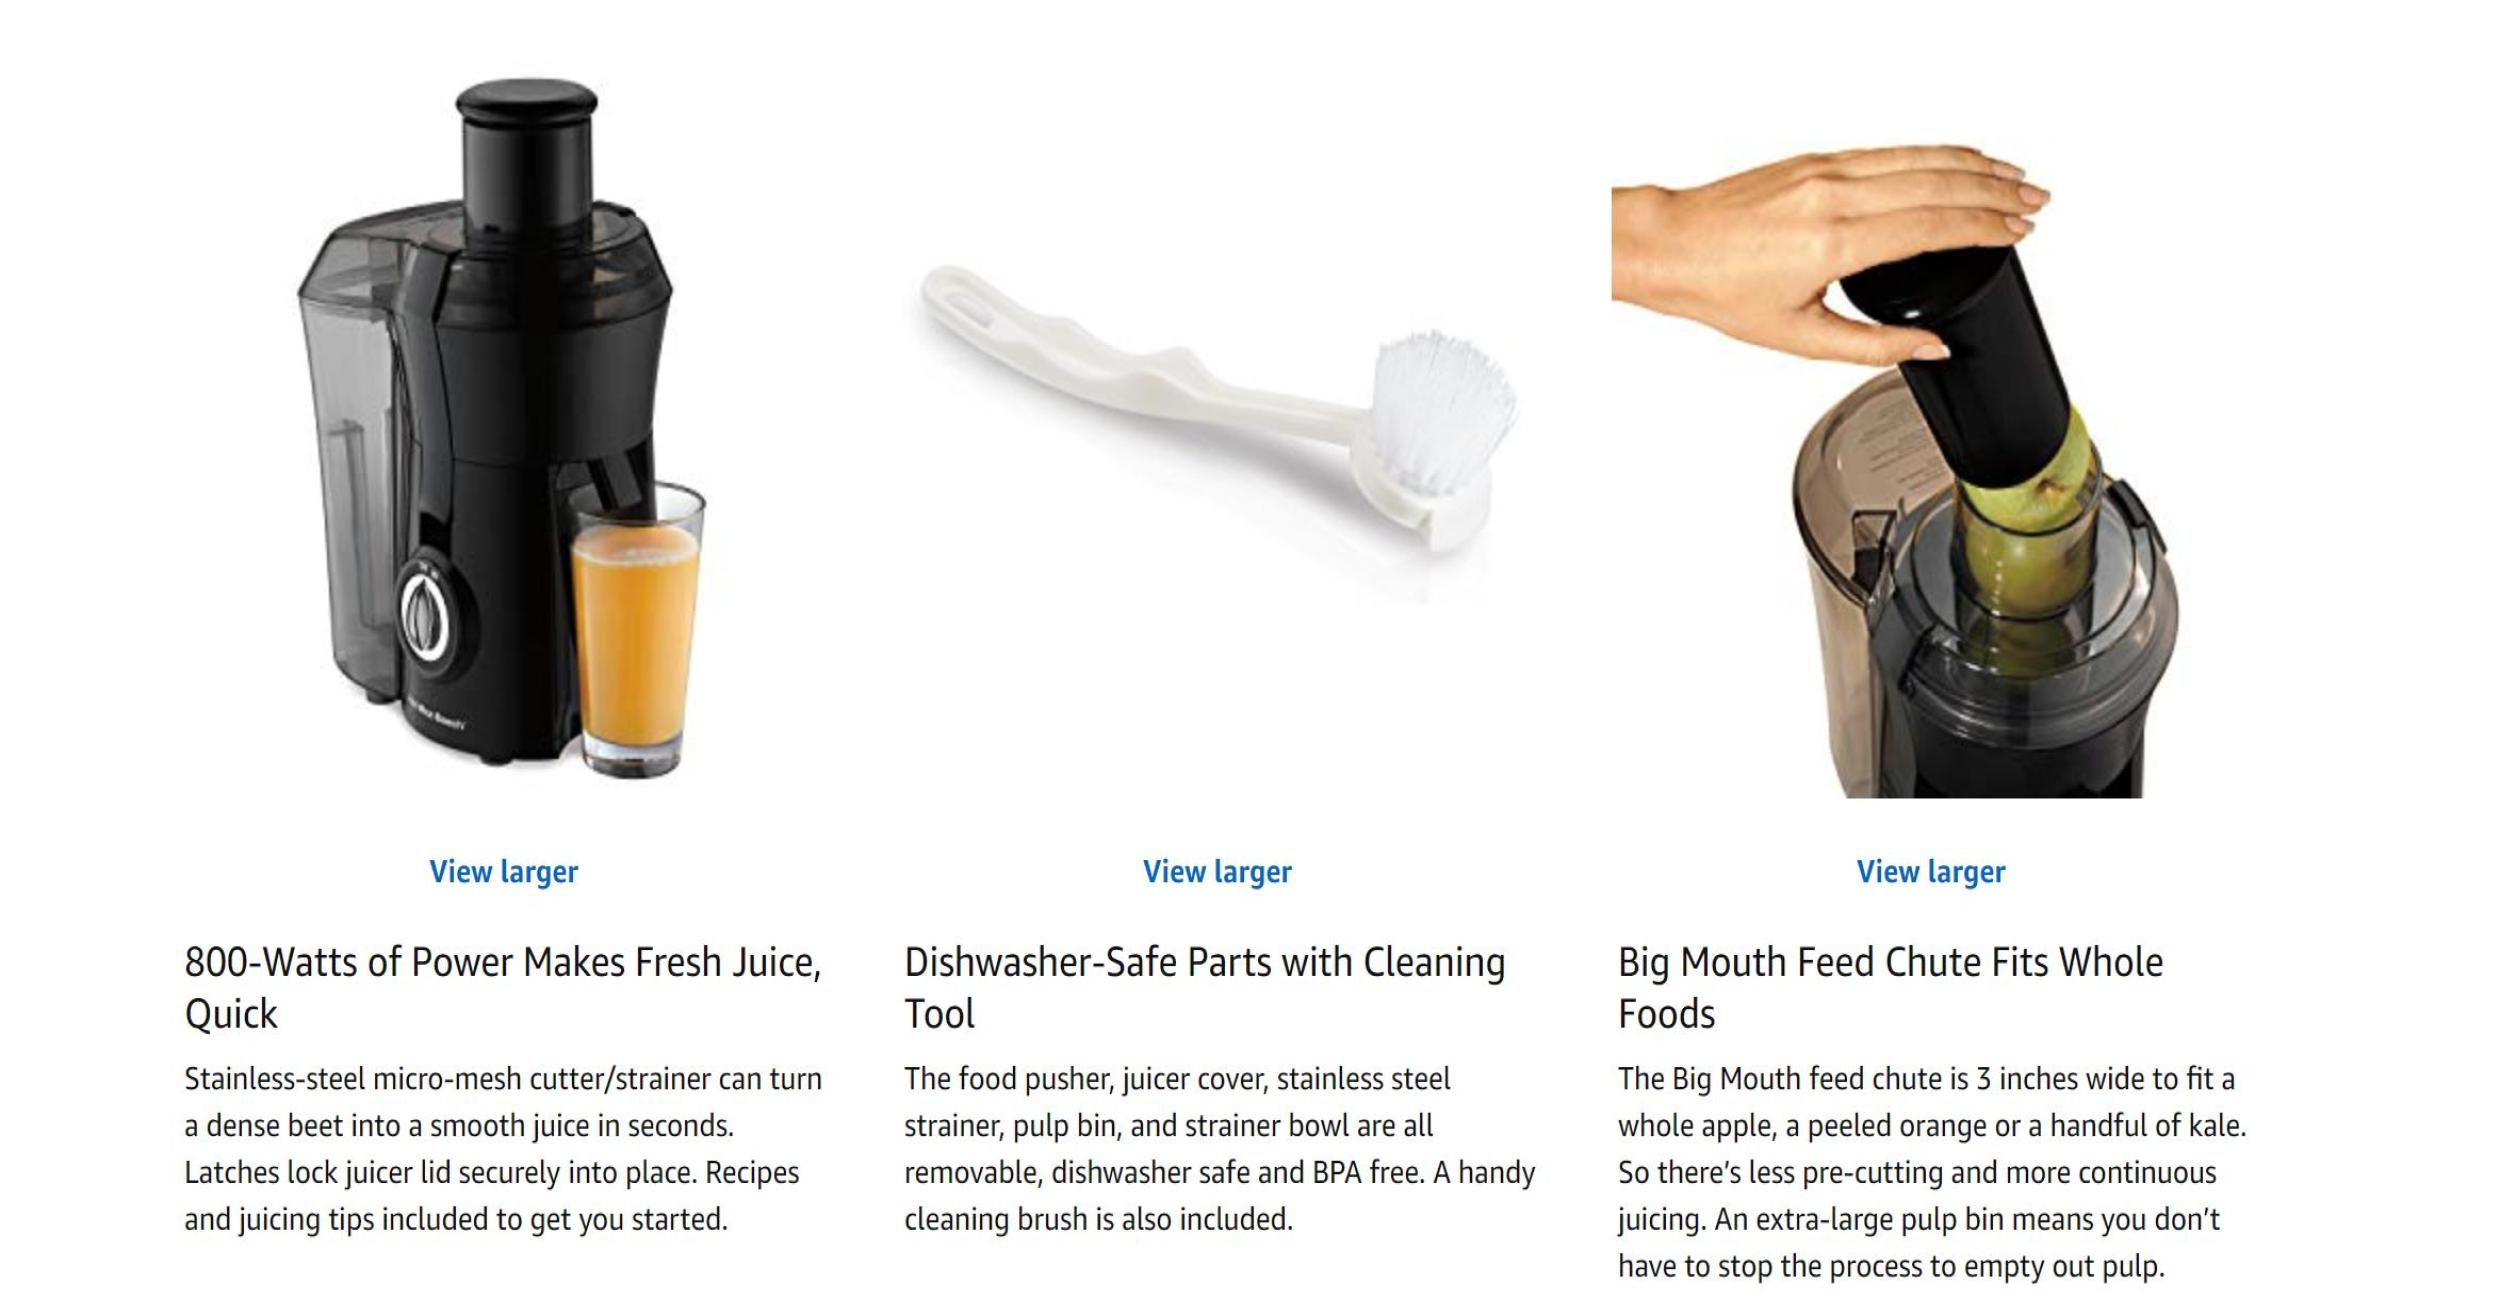 View larger
800-Watts of Power Makes Fresh Juice,
Quick
Stainless-steel micro-mesh cutter/strainer can turn
a dense beet into a smooth juice in seconds.
Latches lock juicer lid securely into place. Recipes
and juicing tips included to get you started.
View larger
Dishwasher-Safe Parts with Cleaning
Tool
The food pusher, juicer cover, stainless steel
strainer, pulp bin, and strainer bowl are all
removable, dishwasher safe and BPA free. A handy
cleaning brush is also included.
View larger
Big Mouth Feed Chute Fits Whole
Foods
The Big Mouth feed chute is 3 inches wide to fit a
whole apple, a peeled orange or a handful of kale.
So there’s less pre-cutting and more continuous
juicing. An extra-large pulp bin means you don’t
have to stop the process to empty out pulp.